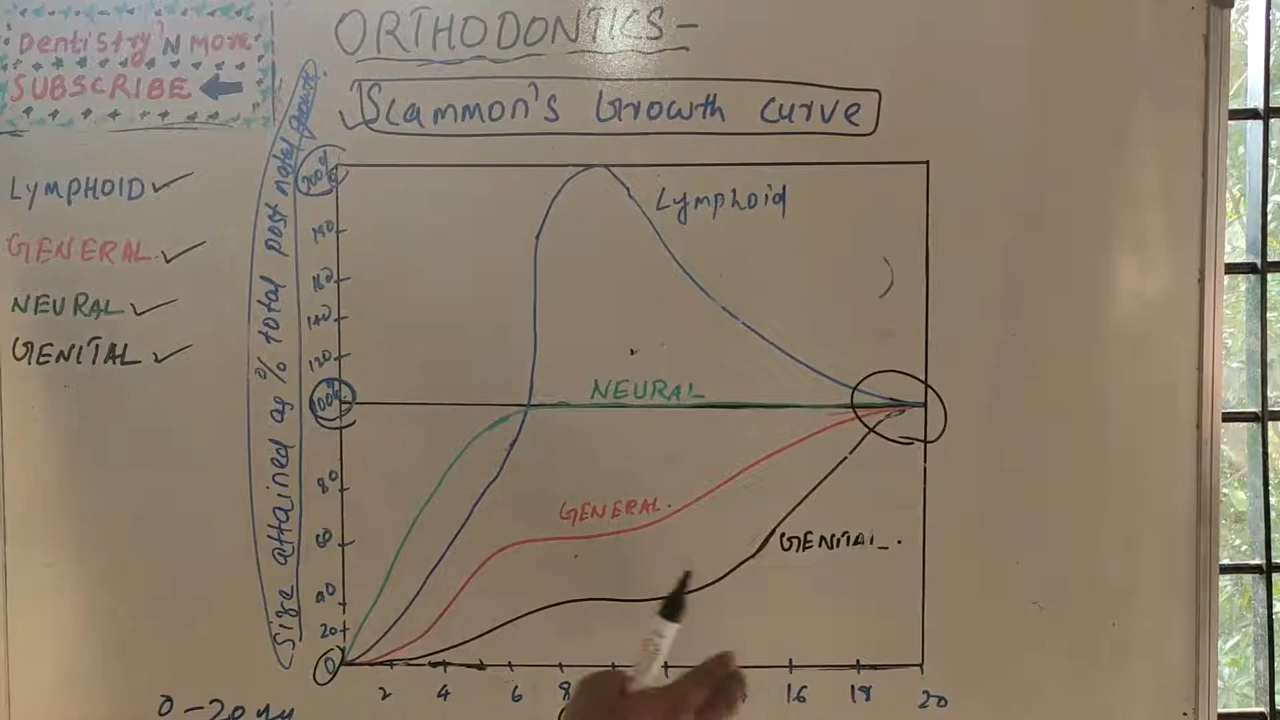 ORTHODONTICS-
Dentistry'N more
SUBSCRIBE
Scammon's Growth curve
LYMPHOID
GENERAL
NEURAL
GENITAL
Size attained as % total post natal growth.
200%
180
160
140
120
100%
80
60
40
20
0
Lymphoid
NEURAL
GENERAL.
GENITAL.
2 4 6 8 16 18 20
0-20